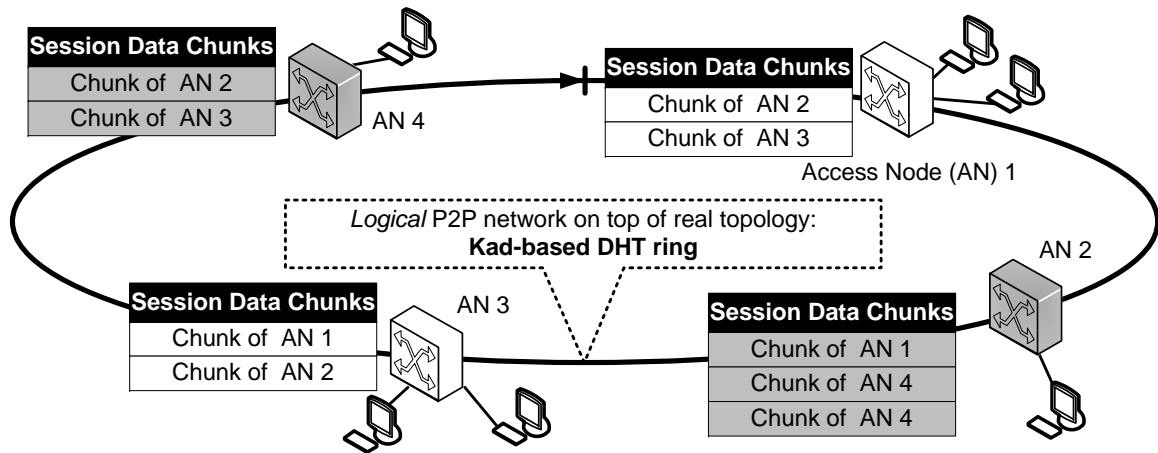 Session Data Chunks
Chunk of AN 2
Chunk of AN 3
AN 4
Session Data Chunks
Chunk of AN 2
Chunk of AN 3
Access Node (AN) 1
Logical P2P network on top of real topology:
Kad-based DHT ring
AN 2
Session Data Chunks
Chunk of AN 1
Chunk of AN 2
AN 3
Session Data Chunks
Chunk of AN 1
Chunk of AN 4
Chunk of AN 4